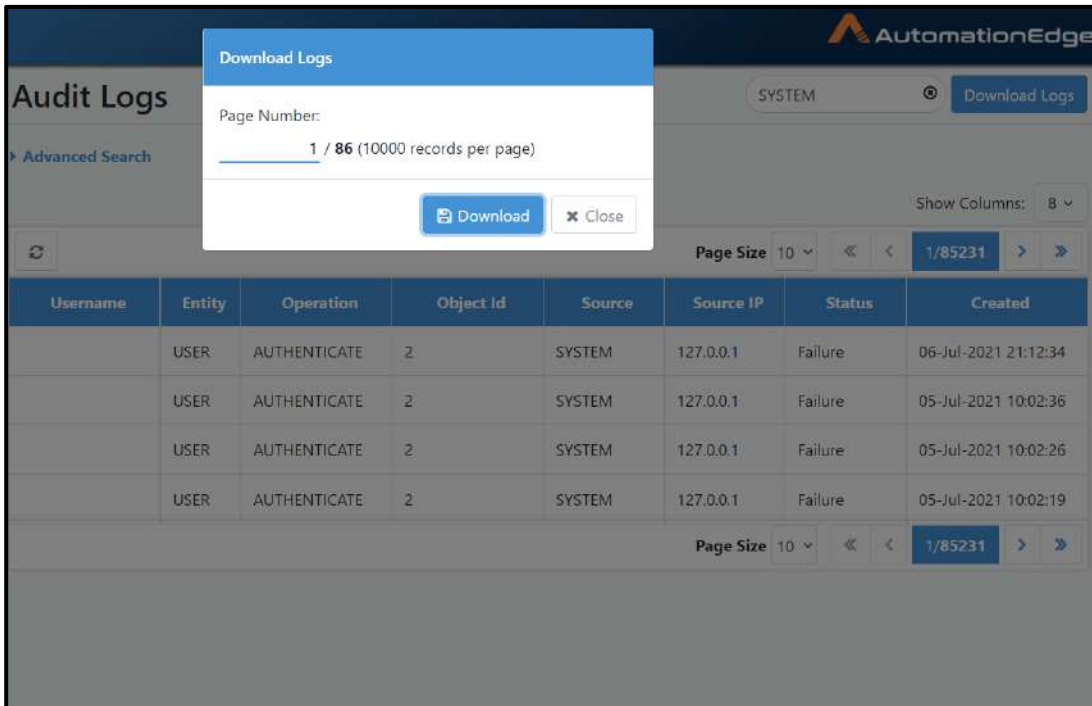 AutomationEdge
Download Logs
Audit Logs
SYSTEM
Download Logs
Page Number:
1 / 86 (10000 records per page)
Advanced Search
Download
Close
Show Columns: 8
Page Size 10 1/85231
Username Entity Operation Object Id Source Source IP Status Created
USER AUTHENTICATE 2 SYSTEM 127.0.0.1 Failure 06-Jul-2021 21:12:34
USER AUTHENTICATE 2 SYSTEM 127.0.0.1 Failure 05-Jul-2021 10:02:36
USER AUTHENTICATE 2 SYSTEM 127.0.0.1 Failure 05-Jul-2021 10:02:26
USER AUTHENTICATE 2 SYSTEM 127.0.0.1 Failure 05-Jul-2021 10:02:19
Page Size 10 1/85231